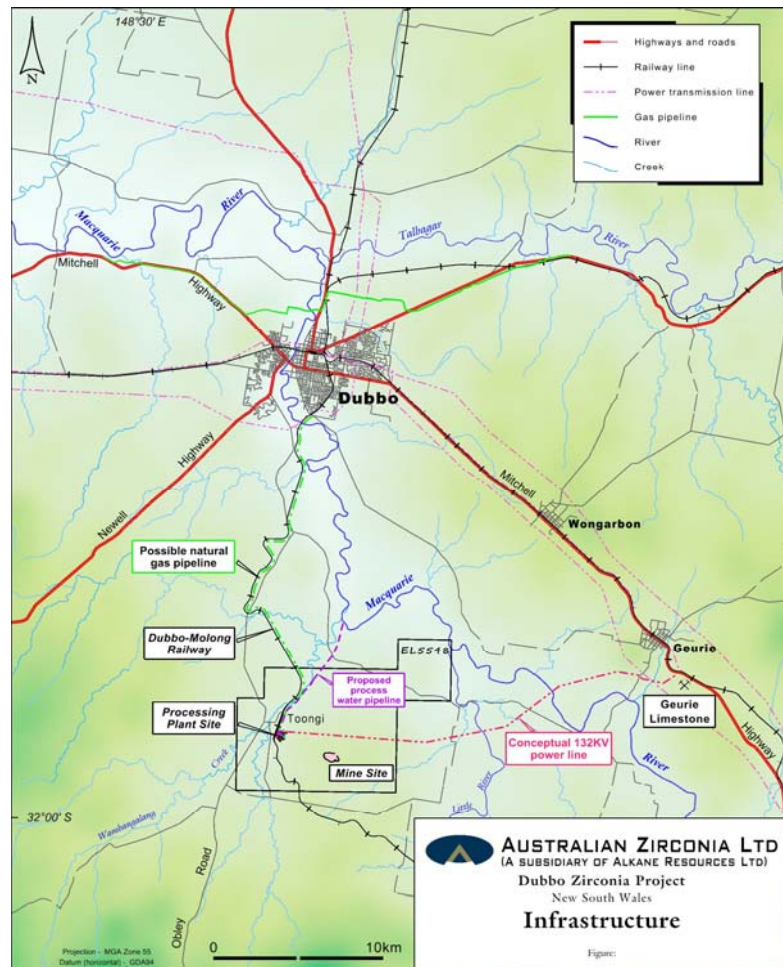 148°30' E
N
Highways and roads
Railway line
Power transmission line
Gas pipeline
River
Creek
River
Macquarie
Talbagar
River
Mitchell
Highway
Dubbo
Highway
Newell
Mitchell
Wongarbon
Possible natural
gas pipeline
Macquarie
Dubbo-Molong
Railway
EL5548
Geurie
Proposed
process
water pipeline
Geurie
Limestone
Processing
Plant Site
Toongi
Conceptual 132KV
power line
Highway
River
Mine Site
Creek
Little
River
32°00' S
Wambangalang
Road
Obley
AUSTRALIAN ZIRCONIA LTD
(A SUBSIDIARY OF ALKANE RESOURCES LTD)
Dubbo Zirconia Project
New South Wales
Infrastructure
Figure:
0
10km
Projection - MGA Zone 55
Datum (horizontal) - GDA94